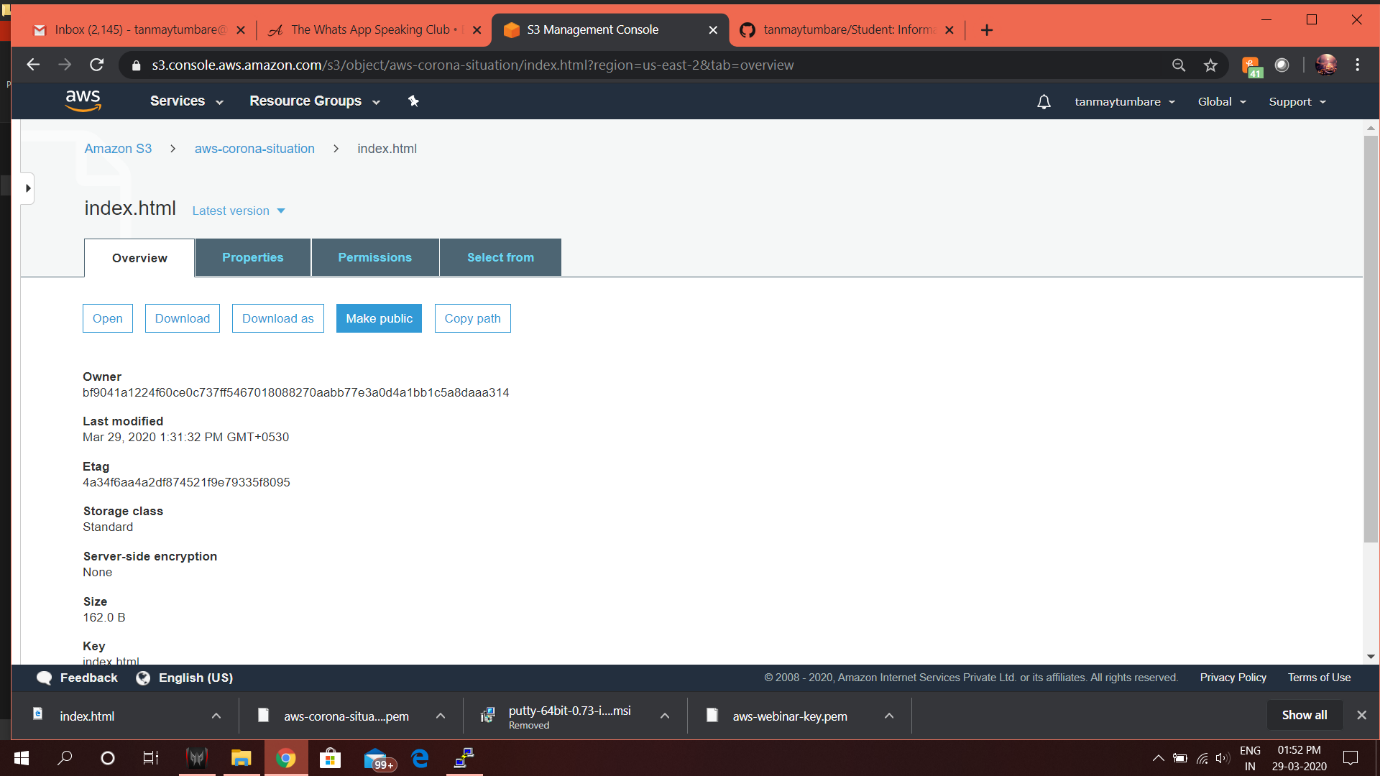 Inbox (2,145) - tanmaytumbare@
The Whats App Speaking Club •
S3 Management Console
tanmaytumbare/Student: Inform
s3.console.aws.amazon.com/s3/object/aws-corona-situation/index.html?region=us-east-2&tab=overview
41
aws
Services
Resource Groups
tanmaytumbare
Global
Support
Amazon S3 > aws-corona-situation > index.html
index.html
Latest version
Overview
Properties
Permissions
Select from
Open
Download
Download as
Make public
Copy path
Owner
bf9041a1224f60ce0c737ff5467018088270aabb77e3a0d4a1bb1c5a8daaa314
Last modified
Mar 29, 2020 1:31:32 PM GMT+0530
Etag
4a34f6aa4a2df874521f9e79335f8095
Storage class
Standard
Server-side encryption
None
Size
162.0 B
Key
index.html
Feedback
English (US)
© 2008 - 2020, Amazon Internet Services Private Ltd. or its affiliates. All rights reserved.
Privacy Policy
Terms of Use
index.html
aws-corona-situa....pem
putty-64bit-0.73-i....msi
Removed
aws-webinar-key.pem
Show all
99+
ENG
IN
01:52 PM
29-03-2020